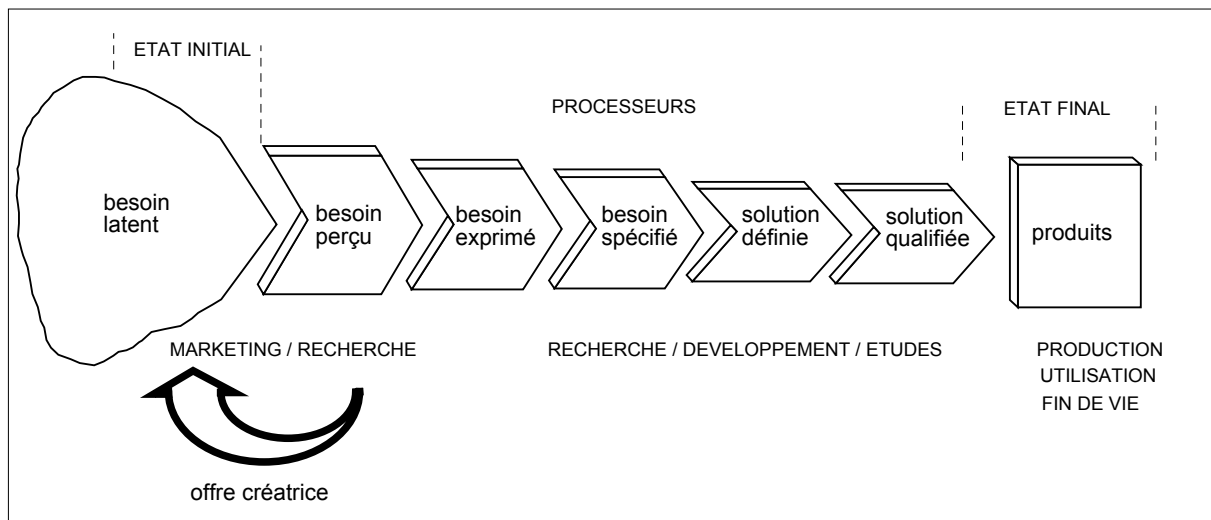 ETAT INITIAL
PROCESSEURS
ETAT FINAL
besoin
latent
besoin
perçu
besoin
exprimé
besoin
spécifié
solution
définie
solution
qualifiée
produits
MARKETING / RECHERCHE
RECHERCHE / DEVELOPPEMENT / ETUDES
PRODUCTION
UTILISATION
FIN DE VIE
offre créatrice